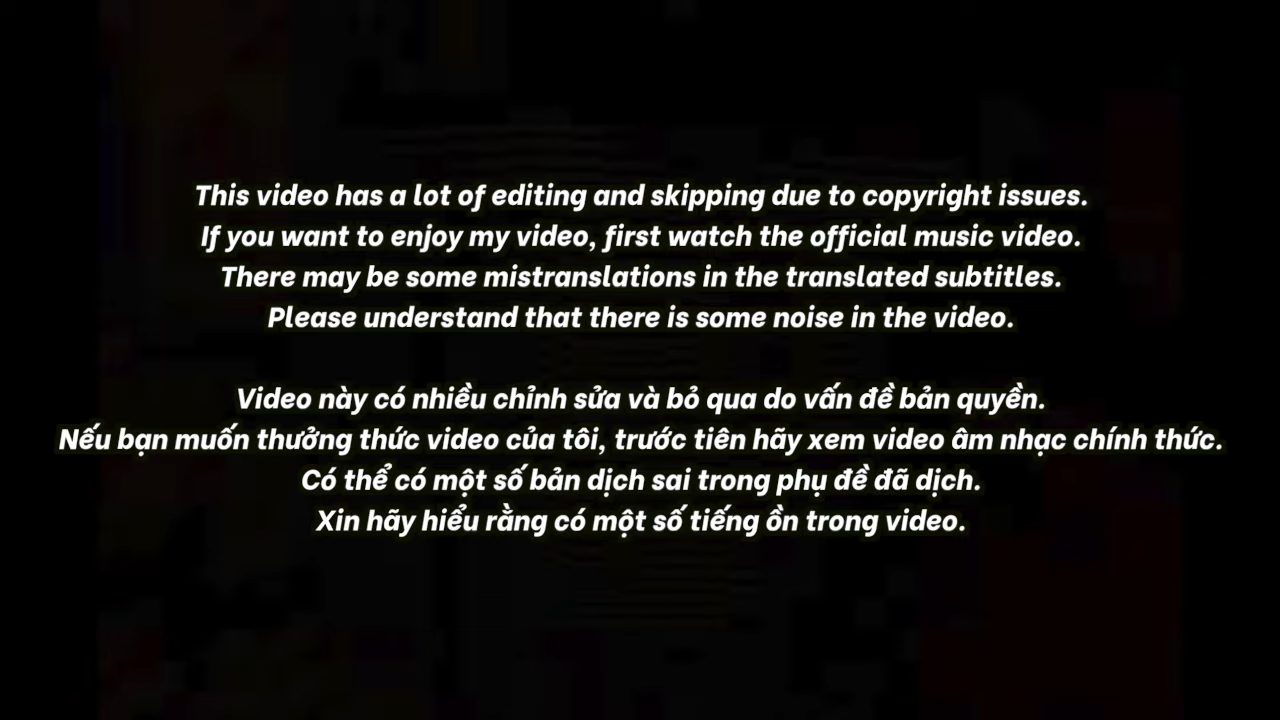 This video has a lot of editing and skipping due to copyright issues.
If you want to enjoy my video, first watch the official music video.
There may be some mistranslations in the translated subtitles.
Please understand that there is some noise in the video.
Video này có nhiều chỉnh sửa và bỏ qua do vấn đề bản quyền.
Nếu bạn muốn thưởng thức video của tôi, trước tiên hãy xem video âm nhạc chính thức.
Có thể có một số bản dịch sai trong phụ đề đã dịch.
Xin hãy hiểu rằng có một số tiếng ồn trong video.